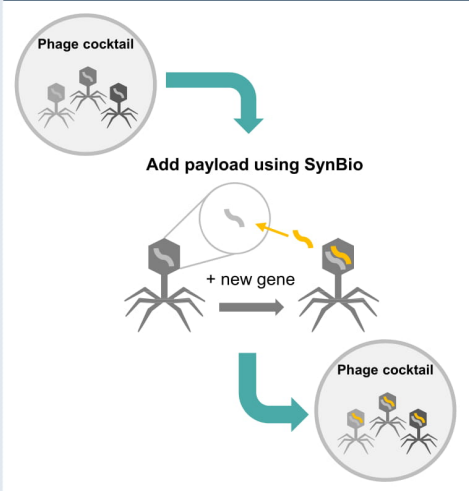 Phage cocktail
Add payload using SynBio
+ new gene
Phage cocktail